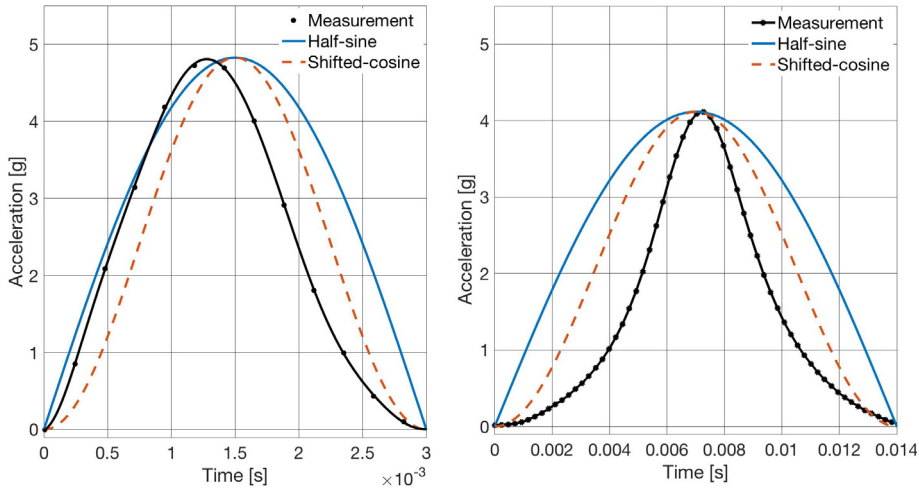 Measurement
Half-sine
Shifted-cosine
5
4
3
2
1
0
Acceleration [g]
0 0.5 1 1.5 2 2.5 3
Time [s]
×10⁻³
Measurement
Half-sine
Shifted-cosine
5
4
3
2
1
0
Acceleration [g]
0 0.002 0.004 0.006 0.008 0.01 0.012 0.014
Time [s]